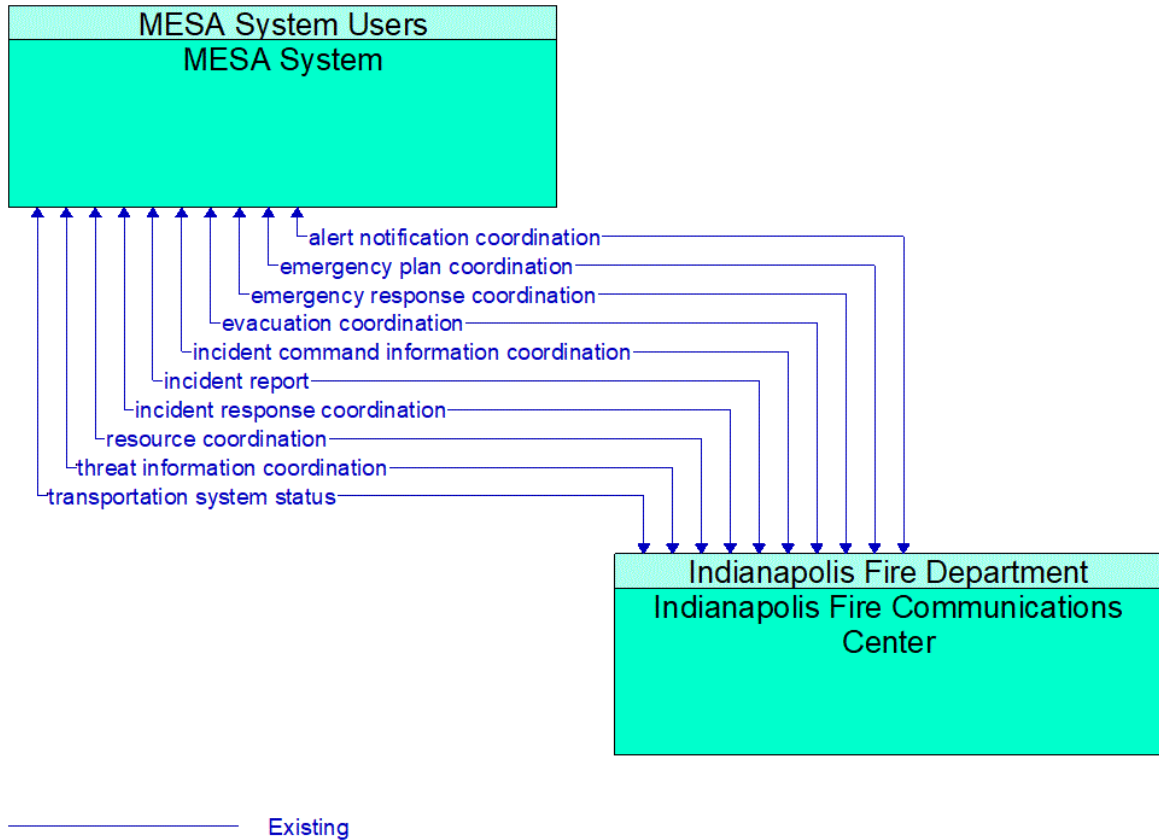 MESA System Users
MESA System
alert notification coordination
emergency plan coordination
emergency response coordination
evacuation coordination
incident command information coordination
incident report
incident response coordination
resource coordination
threat information coordination
transportation system status
Indianapolis Fire Department
Indianapolis Fire Communications
Center
Existing